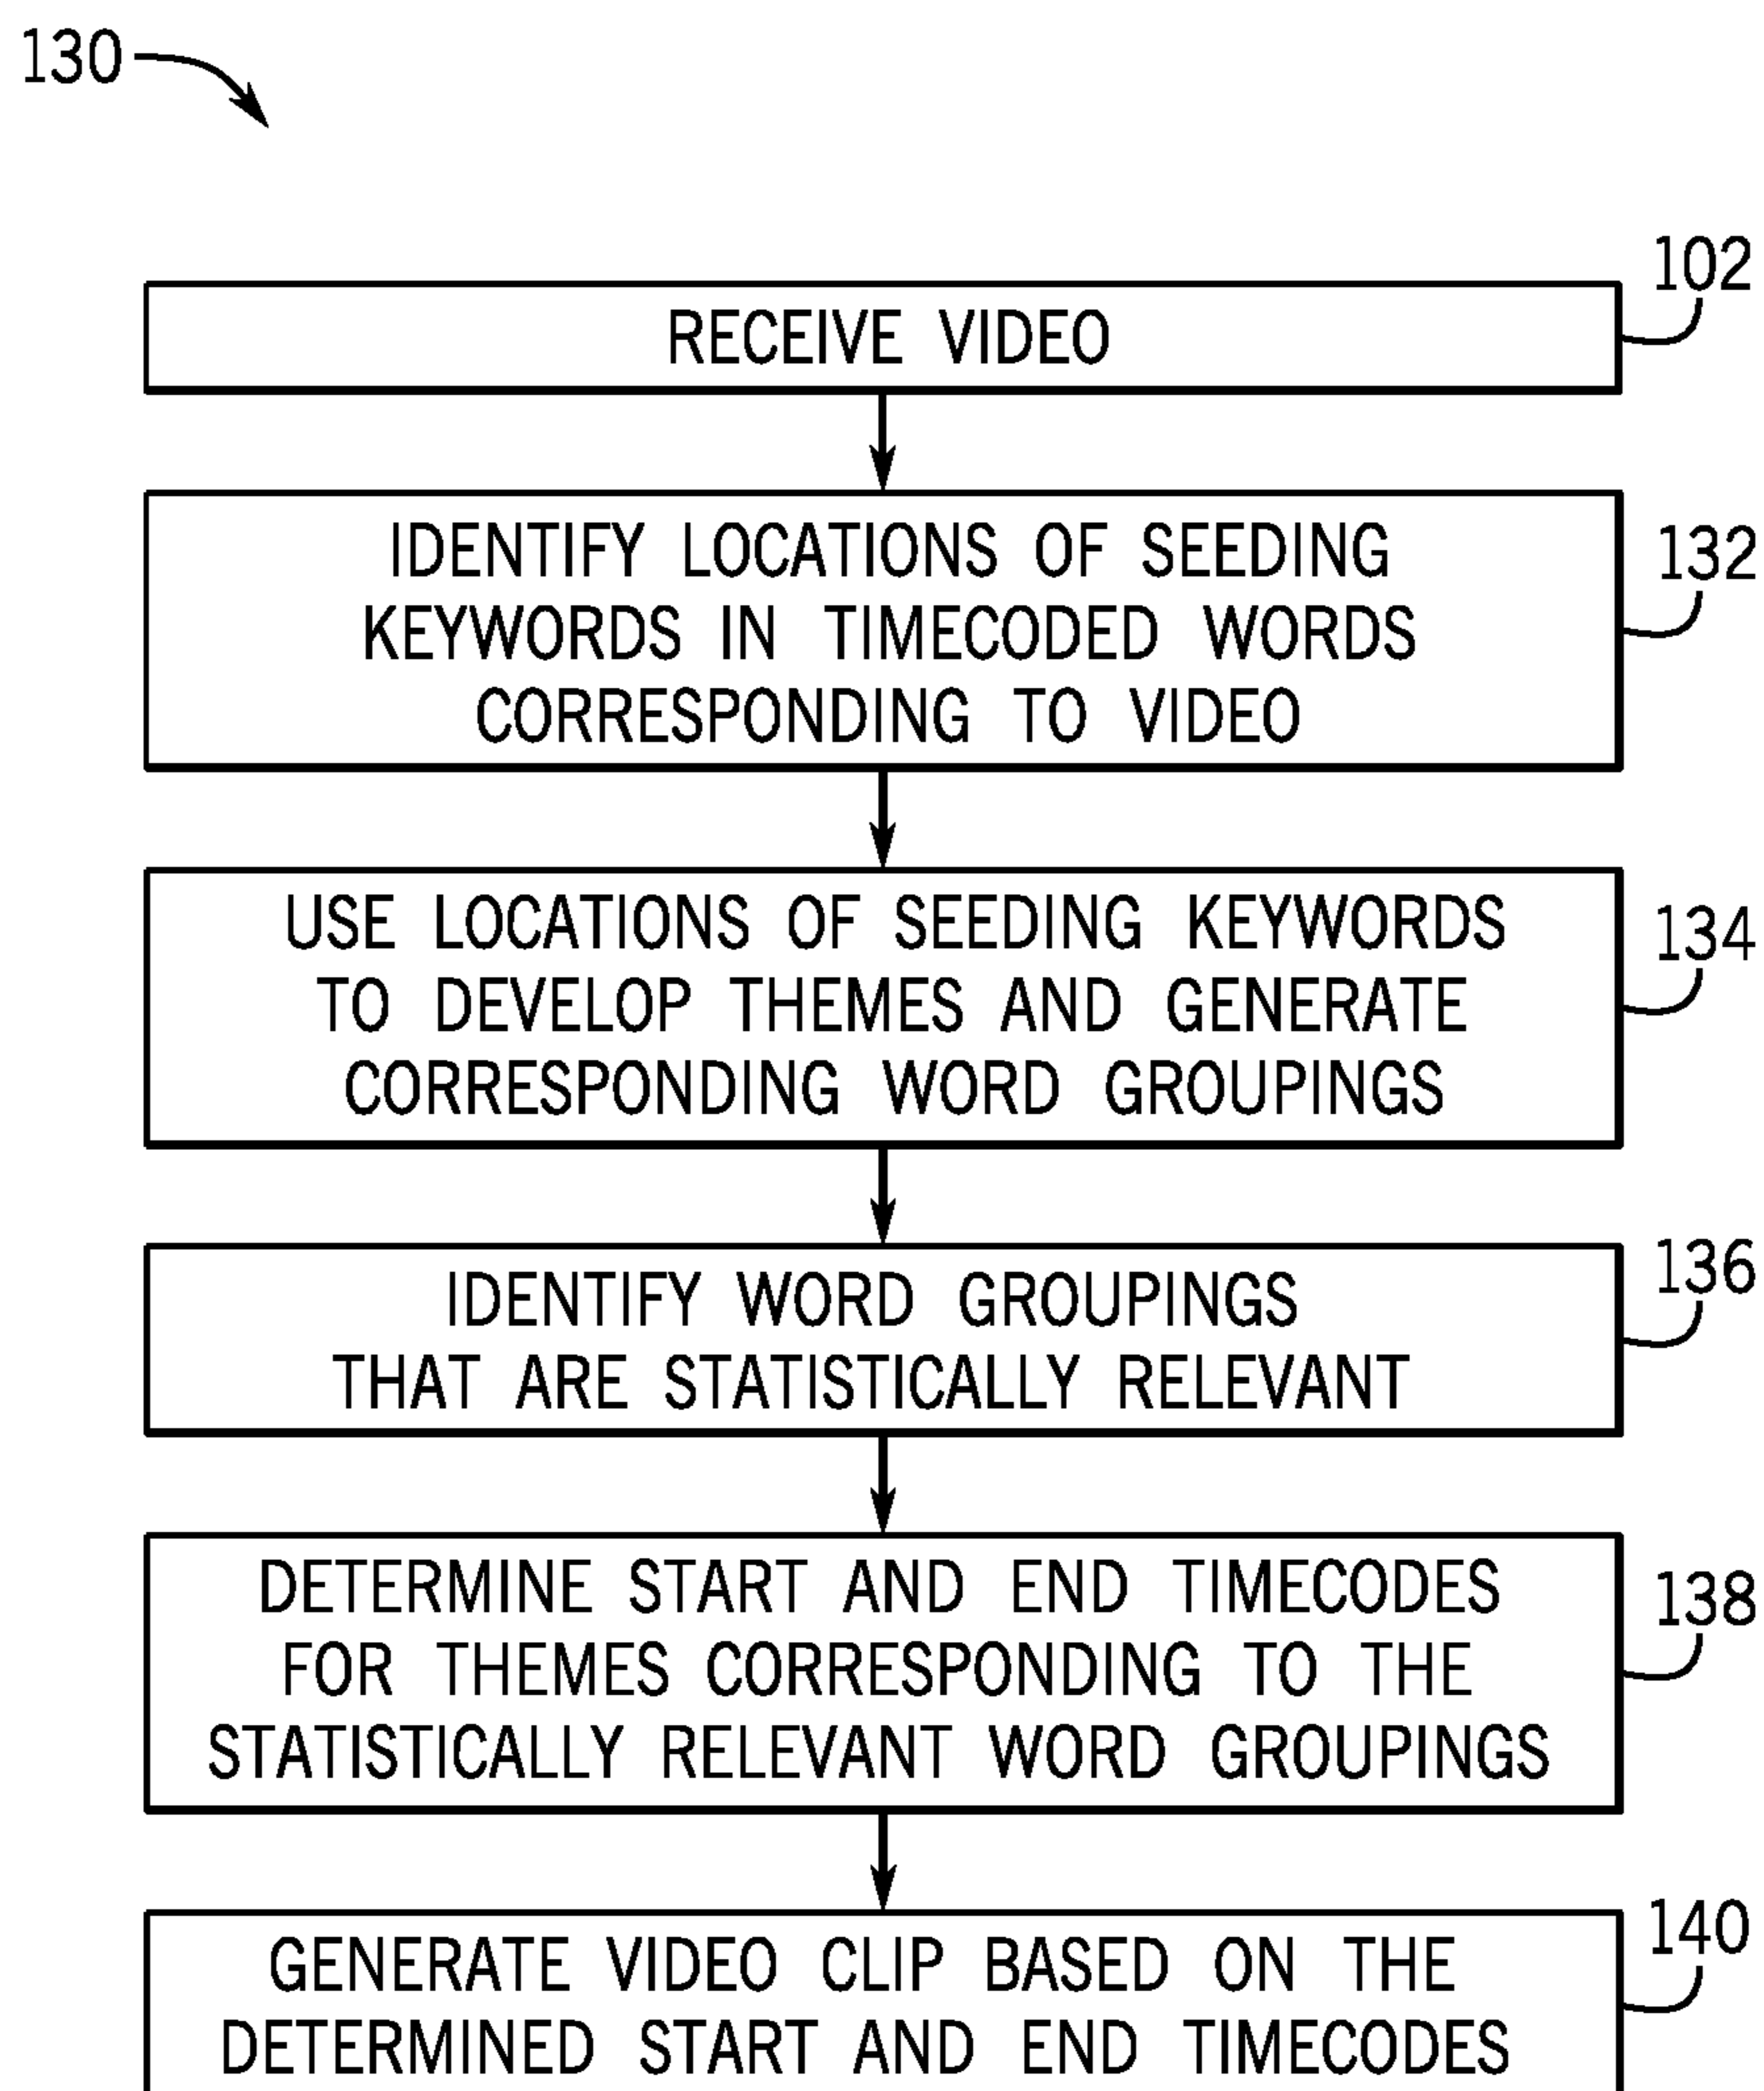 130
102
RECEIVE VIDEO
132
IDENTIFY LOCATIONS OF SEEDING
KEYWORDS IN TIMECODED WORDS
CORRESPONDING TO VIDEO
134
USE LOCATIONS OF SEEDING KEYWORDS
TO DEVELOP THEMES AND GENERATE
CORRESPONDING WORD GROUPINGS
136
IDENTIFY WORD GROUPINGS
THAT ARE STATISTICALLY RELEVANT
138
DETERMINE START AND END TIMECODES
FOR THEMES CORRESPONDING TO THE
STATISTICALLY RELEVANT WORD GROUPINGS
140
GENERATE VIDEO CLIP BASED ON THE
DETERMINED START AND END TIMECODES